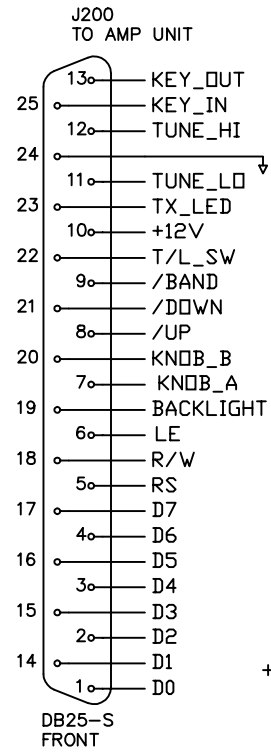 J200
TO AMP UNIT
13 KEY_OUT
25 KEY_IN
12 TUNE_HI
24
11 TUNE_LO
23 TX_LED
10 +12V
22 T/L_SW
9 /BAND
21 /DOWN
8 /UP
20 KNOB_B
7 KNOB_A
19 BACKLIGHT
6 LE
18 R/W
5 RS
17 D7
4 D6
16 D5
3 D4
15 D3
2 D2
14 D1
1 D0
+
DB25-S
FRONT